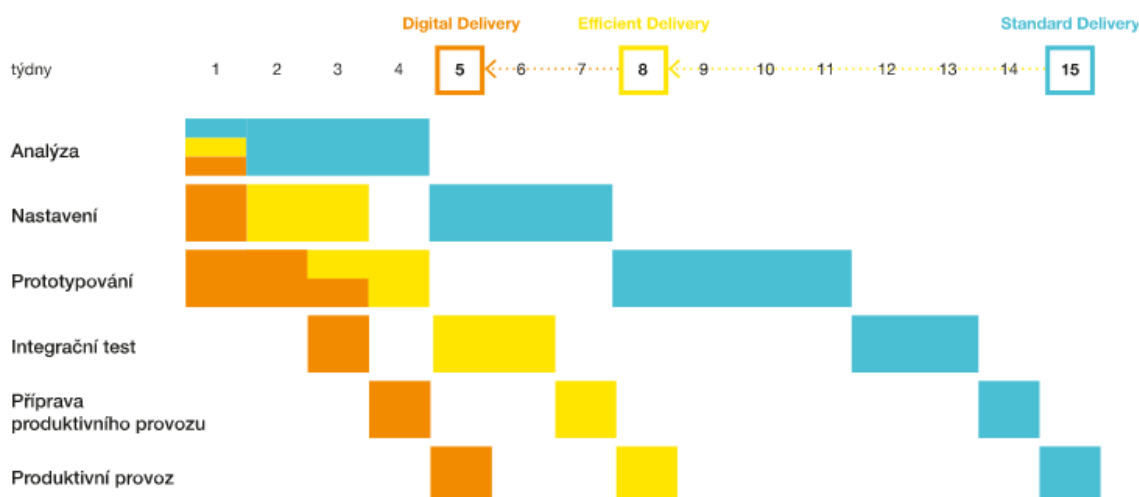 Digital Delivery Efficient Delivery Standard Delivery
týdny 1 2 3 4 5 6 7 8 9 10 11 12 13 14 15
Analýza
Nastavení
Prototypování
Integrační test
Příprava
produktivního provozu
Produktivní provoz